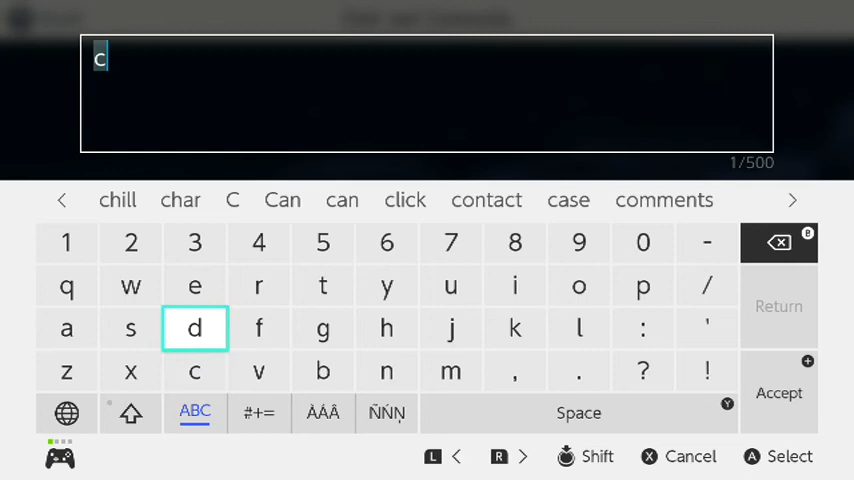 c
1/500
< chill char C Can can click contact case comments >
1 2 3 4 5 6 7 8 9 0 - B
q w e r t y u i o p / Return
a s d f g h j k l : '
z x c v b n m , . ? ! + Accept
ABC #+= ÀÁÂ ÑŃŅ Space Y
L < R > Shift X Cancel A Select